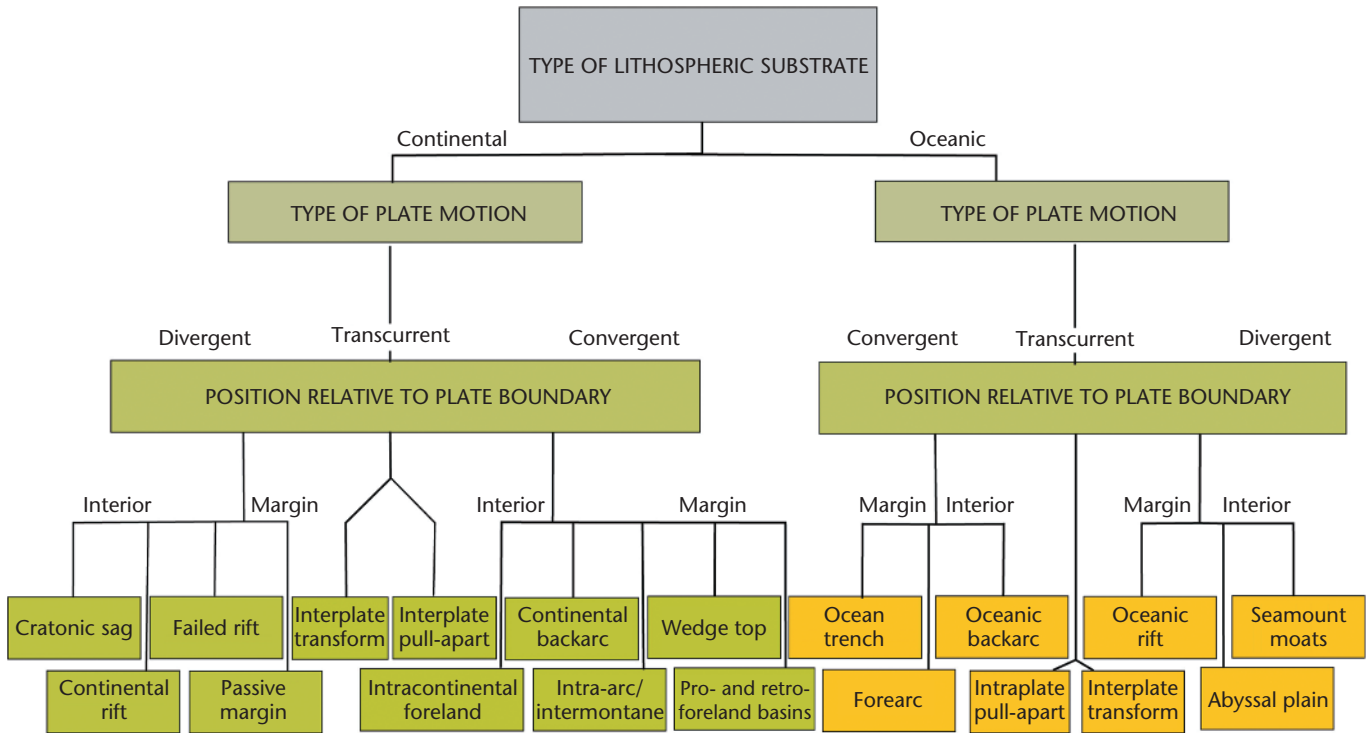 TYPE OF LITHOSPHERIC SUBSTRATE
Continental
Oceanic
TYPE OF PLATE MOTION
TYPE OF PLATE MOTION
Divergent
Transcurrent
Convergent
Convergent
Transcurrent
Divergent
POSITION RELATIVE TO PLATE BOUNDARY
POSITION RELATIVE TO PLATE BOUNDARY
Interior
Margin
Interior
Margin
Margin
Interior
Margin
Interior
Cratonic sag
Failed rift
Interplate
transform
Interplate
pull-apart
Continental
backarc
Wedge top
Ocean
trench
Oceanic
backarc
Oceanic
rift
Seamount
moats
Continental
rift
Passive
margin
Intracontinental
foreland
Intra-arc/
intermontane
Pro- and retro-
foreland basins
Forearc
Intraplate
pull-apart
Interplate
transform
Abyssal plain